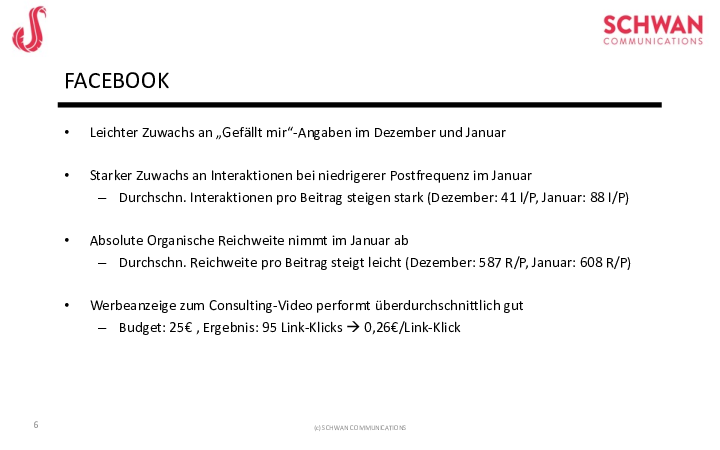 SCHWAN
COMMUNICATIONS
FACEBOOK
• Leichter Zuwachs an „Gefällt mir“-Angaben im Dezember und Januar
• Starker Zuwachs an Interaktionen bei niedrigerer Postfrequenz im Januar
– Durchschn. Interaktionen pro Beitrag steigen stark (Dezember: 41 I/P, Januar: 88 I/P)
• Absolute Organische Reichweite nimmt im Januar ab
– Durchschn. Reichweite pro Beitrag steigt leicht (Dezember: 587 R/P, Januar: 608 R/P)
• Werbeanzeige zum Consulting-Video performt überdurchschnittlich gut
– Budget: 25€ , Ergebnis: 95 Link-Klicks → 0,26€/Link-Klick
6
(c) SCHWAN COMMUNICATIONS